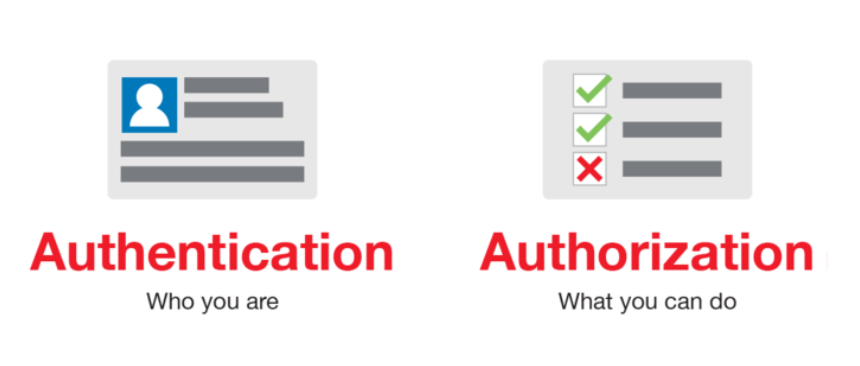 Authentication
Who you are
Authorization
What you can do